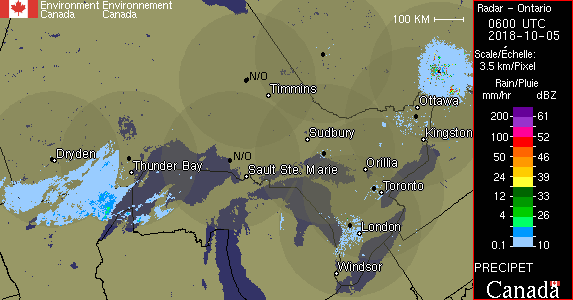 Environment Environnement
Canada Canada
100 KM
N/O
Timmins
Ottawa
Sudbury
Kingston
Dryden
Thunder Bay
N/O
Sault Ste. Marie
Orillia
Toronto
London
Windsor
Radar - Ontario
0600 UTC
2018-10-05
Scale/Échelle:
3.5 km/Pixel
Rain/Pluie
mm/hr dBZ
200 61
100 52
50 46
24 39
12 33
4 26
0.1 10
PRECIPET
Canada